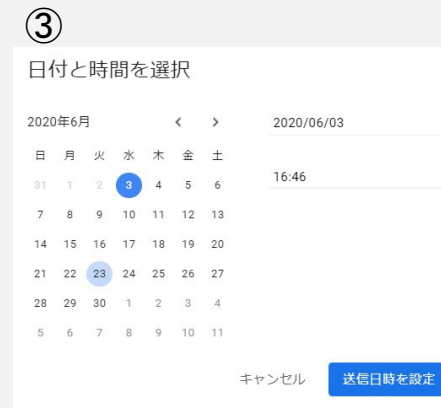 ③
日付と時間を選択
2020年6月 < > 2020/06/03
日 月 火 水 木 金 土
31 1 2 3 4 5 6 16:46
7 8 9 10 11 12 13
14 15 16 17 18 19 20
21 22 23 24 25 26 27
28 29 30 1 2 3 4
5 6 7 8 9 10 11
キャンセル 送信日時を設定